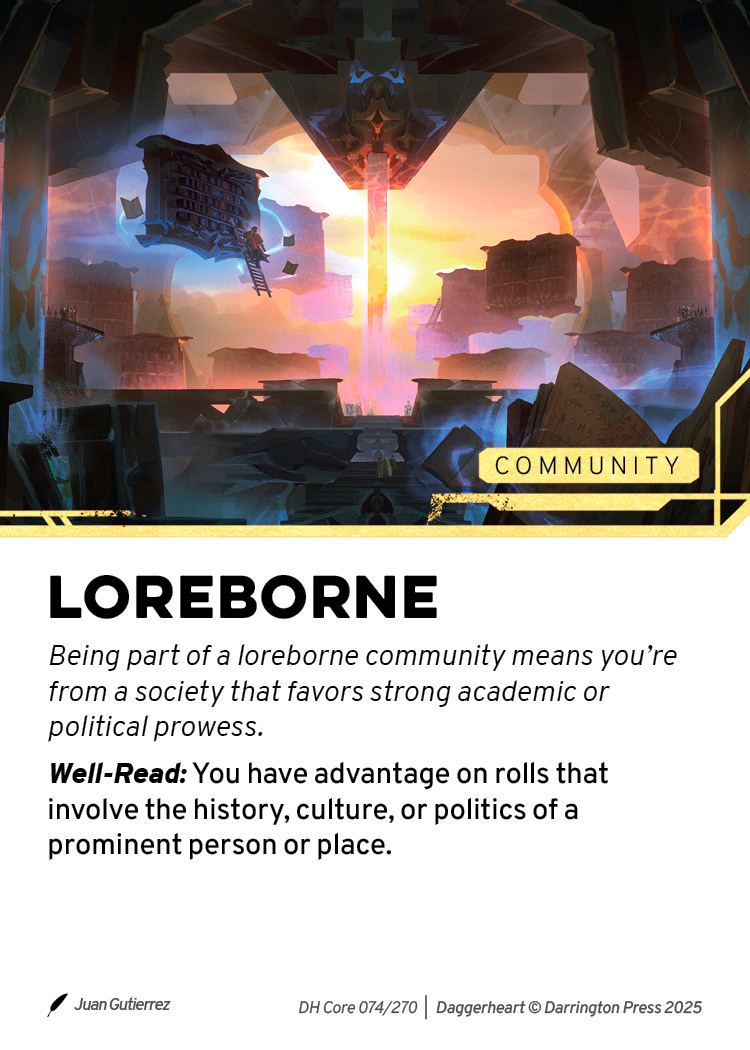 COMMUNITY
LOREBORNE
Being part of a loreborne community means you’re
from a society that favors strong academic or
political prowess.
Well-Read: You have advantage on rolls that
involve the history, culture, or politics of a
prominent person or place.
Juan Gutierrez
DH Core 074/270 | Daggerheart © Darrington Press 2025